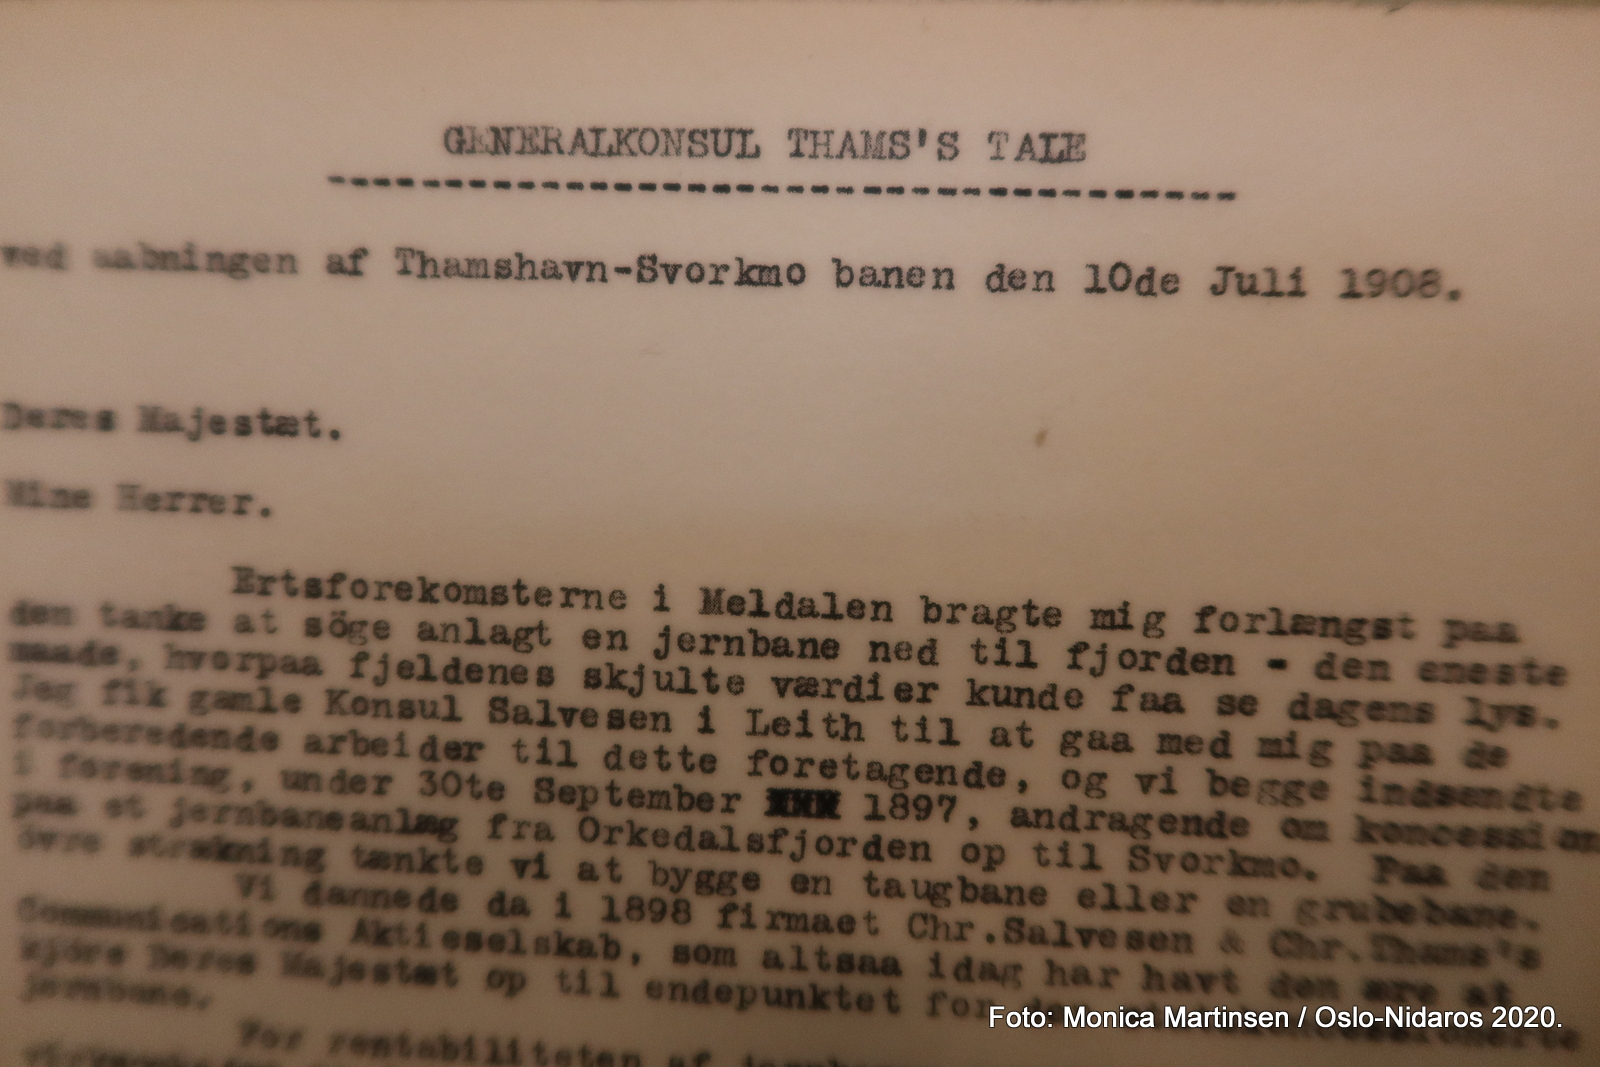 GENERALKONSUL THAMS'S TALE
ved aabningen af Thamshavn-Svorkmo banen den 10de Juli 1908.
Deres Majestæt.
Mine Herrer.
Ertsforekomsterne i Meldalen bragte mig forlængst paa
den tanke at söge anlagt en jernbane ned til fjorden - den eneste
maade, hvorpaa fjeldenes skjulte værdier kunde faa se dagens lys.
Jeg fik gamle Konsul Salvesen i Leith til at gaa med mig paa de
forberedende arbeider til dette foretagende, og vi begge indsendte
i forening, under 30te September XXX 1897, andragende om koncession
paa et jernbaneanlæg fra Orkedalsfjorden op til Svorkmo. Paa den
övre strækning tænkte vi at bygge en taugbane eller en grubebane.
Vi dannede da i 1898 firmaet Chr.Salvesen & Chr.Thams's
Communications Aktieselskab, som altsaa idag har havt den ære at
kjöre Deres Majestæt op til endepunktet for
jernbane.
For rentabiliteten af
Foto: Monica Martinsen / Oslo-Nidaros 2020.